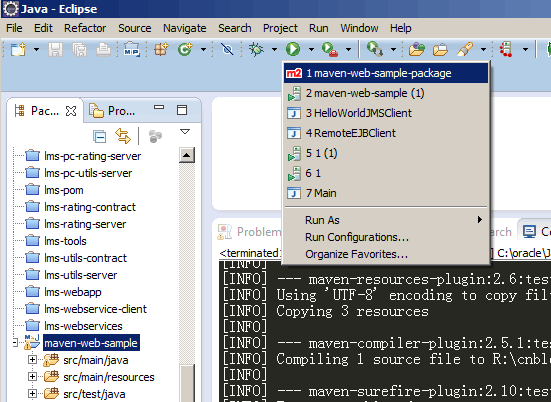 Java - Eclipse
File Edit Refactor Source Navigate Search Project Run Window Help
m2 1 maven-web-sample-package
2 maven-web-sample (1)
3 HelloWorldJMSClient
4 RemoteEJBClient
5 1 (1)
6 1
7 Main
Run As
Run Configurations...
Organize Favorites...
Pac...
Pro...
lms-pc-rating-server
lms-pc-utils-server
lms-pom
lms-rating-contract
lms-rating-server
lms-tools
lms-utils-contract
lms-utils-server
lms-webapp
lms-webservice-client
lms-webservices
maven-web-sample
src/main/java
src/main/resources
src/test/java
Problem
arch
Co
<terminated>
] C:\oracle\J
[INFO]
[INFO] --- maven-resources-plugin:2.6:test
[INFO] Using 'UTF-8' encoding to copy fil
[INFO] Copying 3 resources
[INFO]
[INFO] --- maven-compiler-plugin:2.5.1:tes
[INFO] Compiling 1 source file to R:\cnbl
[INFO]
[INFO] --- maven-surefire-plugin:2.10:test